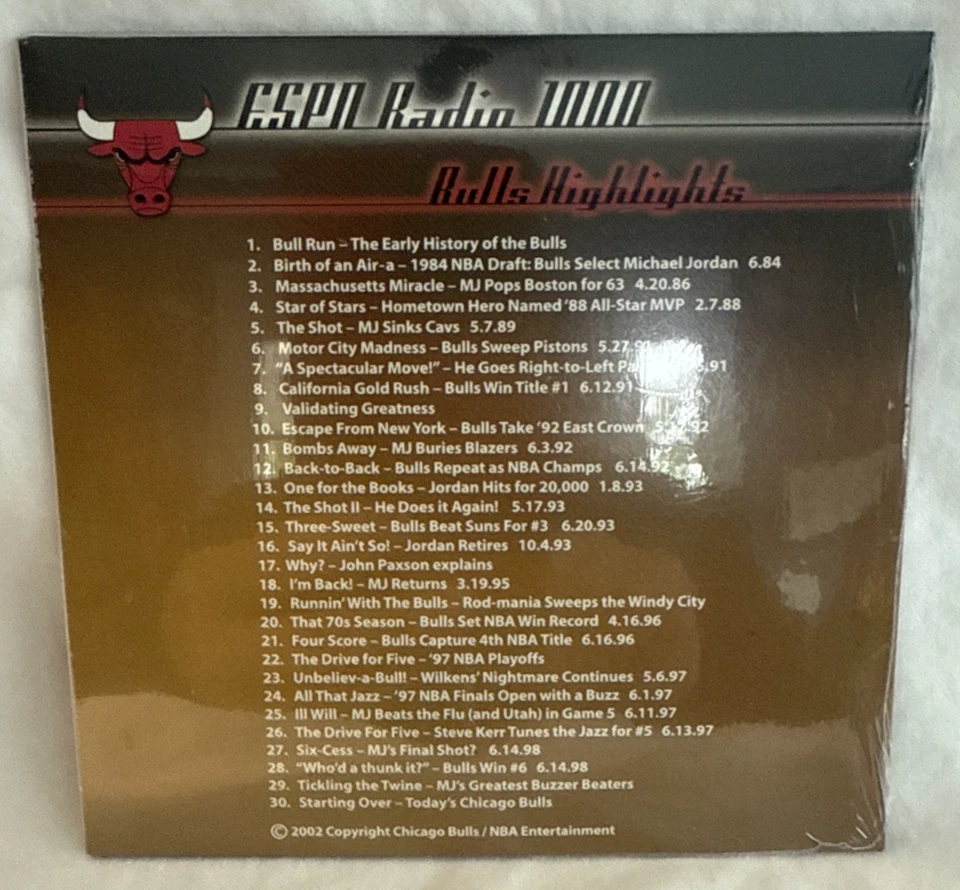 ESPN Radio 1000
Bulls Highlights
1. Bull Run – The Early History of the Bulls
2. Birth of an Air-a – 1984 NBA Draft: Bulls Select Michael Jordan 6.84
3. Massachusetts Miracle – MJ Pops Boston for 63 4.20.86
4. Star of Stars – Hometown Hero Named '88 All-Star MVP 2.7.88
5. The Shot – MJ Sinks Cavs 5.7.89
6. Motor City Madness – Bulls Sweep Pistons 5.27.91
7. "A Spectacular Move!" – He Goes Right-to-Left .91
8. California Gold Rush – Bulls Win Title #1 6.12.91
9. Validating Greatness
10. Escape From New York – Bulls Take '92 East Crown .92
11. Bombs Away – MJ Buries Blazers 6.3.92
12. Back-to-Back – Bulls Repeat as NBA Champs 6.14.92
13. One for the Books – Jordan Hits for 20,000 1.8.93
14. The Shot II – He Does it Again! 5.17.93
15. Three-Sweet – Bulls Beat Suns For #3 6.20.93
16. Say It Ain't So! – Jordan Retires 10.4.93
17. Why? – John Paxson explains
18. I'm Back! – MJ Returns 3.19.95
19. Runnin' With The Bulls – Rod-mania Sweeps the Windy City
20. That 70s Season – Bulls Set NBA Win Record 4.16.96
21. Four Score – Bulls Capture 4th NBA Title 6.16.96
22. The Drive for Five – '97 NBA Playoffs
23. Unbeliev-a-Bull! – Wilkens' Nightmare Continues 5.6.97
24. All That Jazz – '97 NBA Finals Open with a Buzz 6.1.97
25. Ill Will – MJ Beats the Flu (and Utah) in Game 5 6.11.97
26. The Drive For Five – Steve Kerr Tunes the Jazz for #5 6.13.97
27. Six-Cess – MJ's Final Shot? 6.14.98
28. "Who'd a thunk it?" – Bulls Win #6 6.14.98
29. Tickling the Twine – MJ's Greatest Buzzer Beaters
30. Starting Over – Today's Chicago Bulls
© 2002 Copyright Chicago Bulls / NBA Entertainment